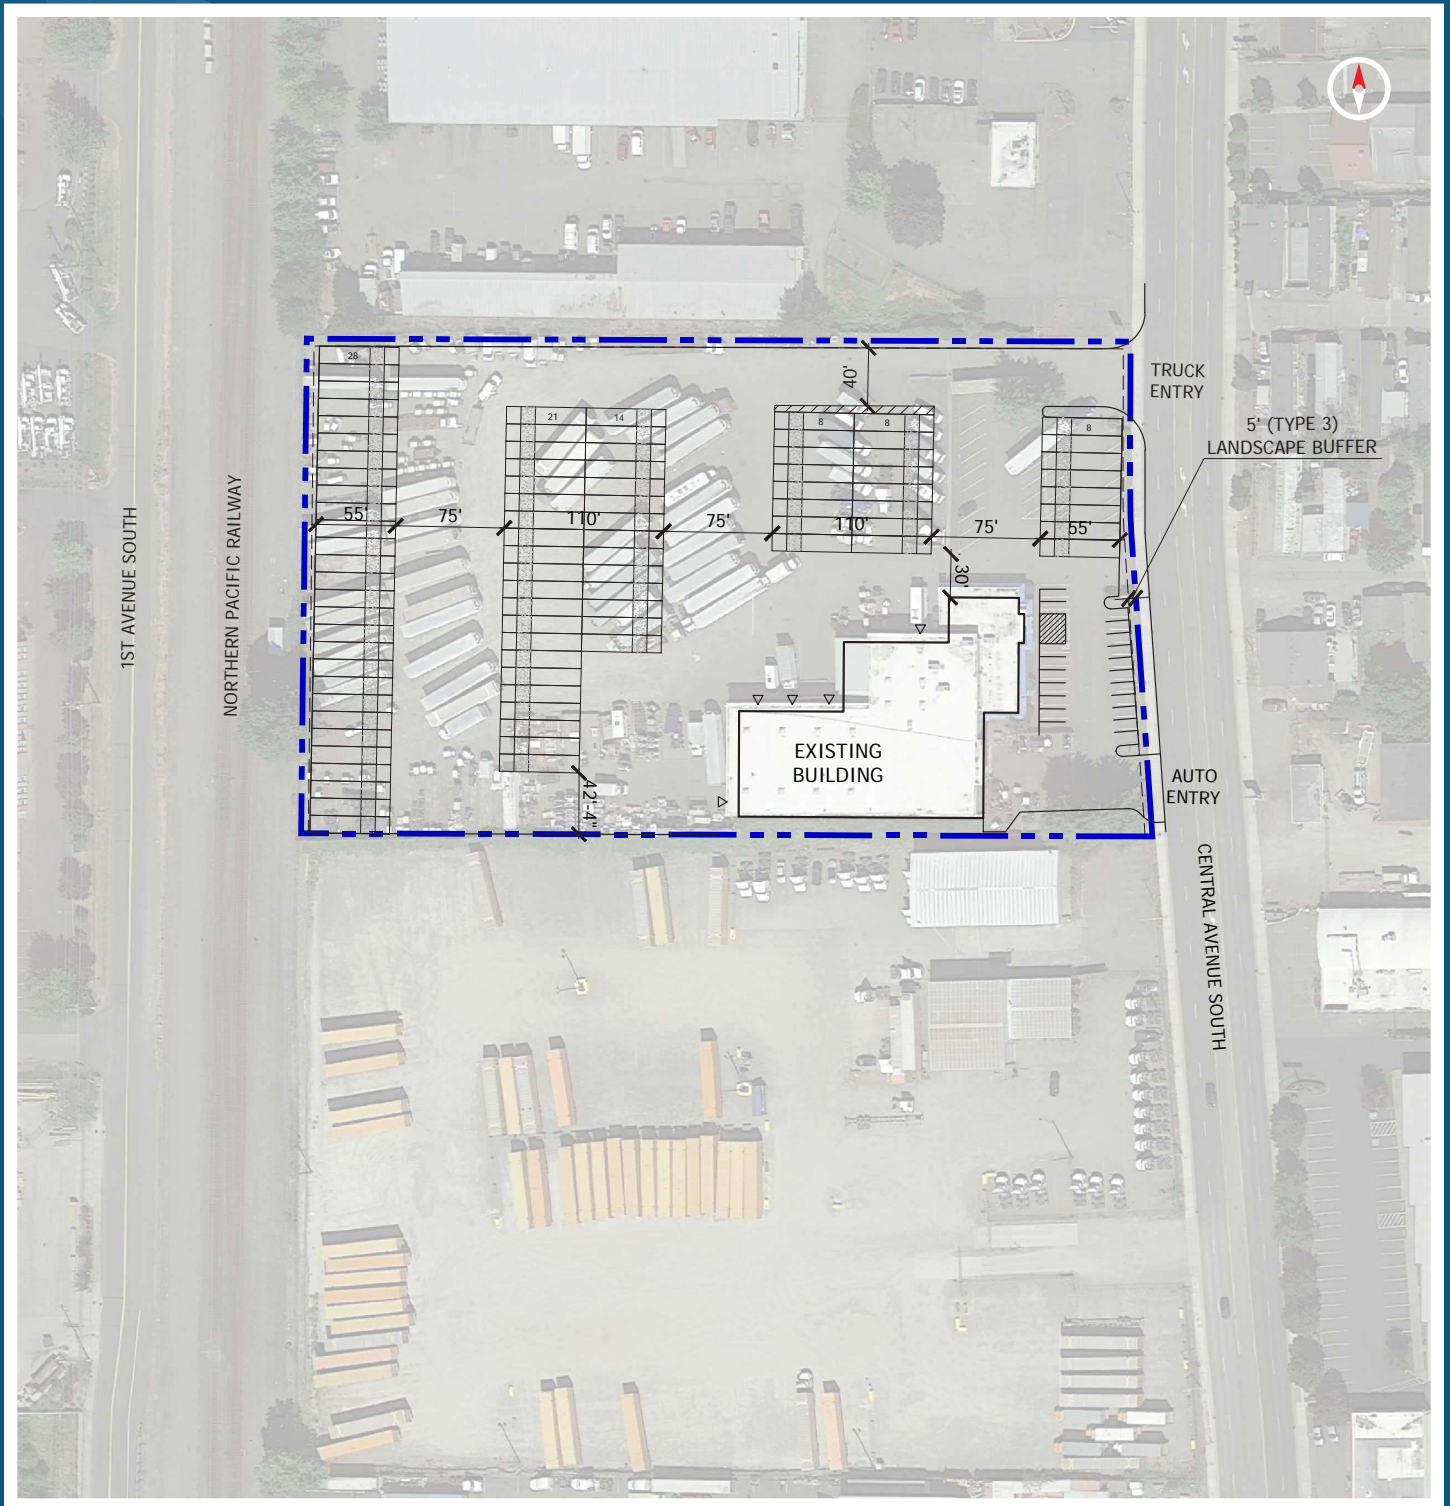 28
21
14
8
8
8
40'
TRUCK
ENTRY
5' (TYPE 3)
LANDSCAPE BUFFER
55'
75'
110'
75'
110'
75'
55'
30'
1ST AVENUE SOUTH
NORTHERN PACIFIC RAILWAY
EXISTING
BUILDING
42'-4"
AUTO
ENTRY
CENTRAL AVENUE SOUTH